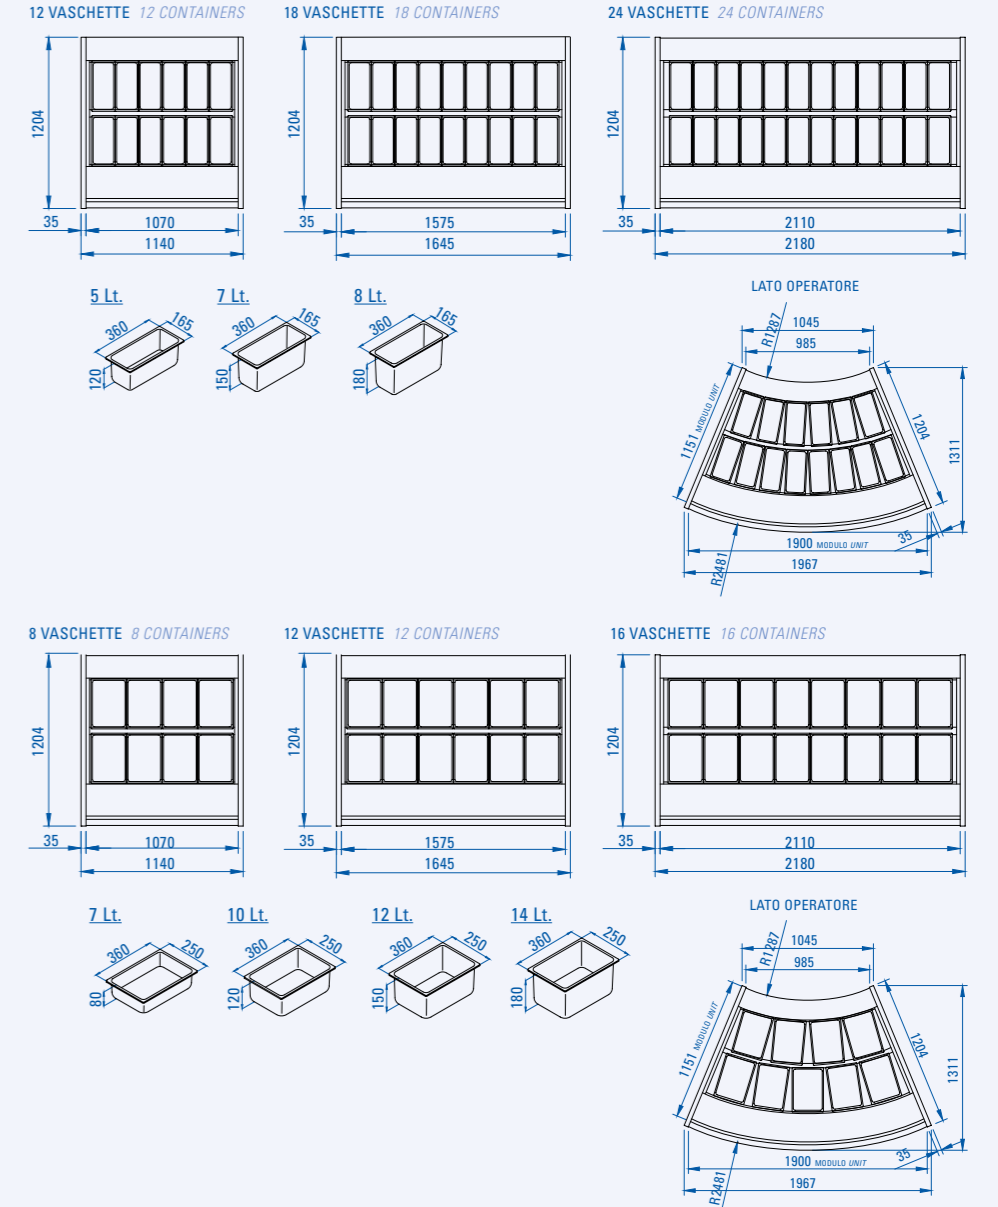 12 VASCHETTE 12 CONTAINERS
18 VASCHETTE 18 CONTAINERS
24 VASCHETTE 24 CONTAINERS
1204
1204
1204
35
1070
1140
35
1575
1645
35
2110
2180
5 Lt.
360
165
120
7 Lt.
360
165
150
8 Lt.
360
165
180
LATO OPERATORE
R1287
1045
985
1151 MODULO UNIT
1204
1311
35
1900 MODULO UNIT
1967
R2481
8 VASCHETTE 8 CONTAINERS
12 VASCHETTE 12 CONTAINERS
16 VASCHETTE 16 CONTAINERS
1204
1204
1204
35
1070
1140
35
1575
1645
35
2110
2180
7 Lt.
360
250
80
10 Lt.
360
250
120
12 Lt.
360
250
150
14 Lt.
360
250
180
LATO OPERATORE
R1287
1045
985
1151 MODULO UNIT
1204
1311
35
1900 MODULO UNIT
1967
R2481